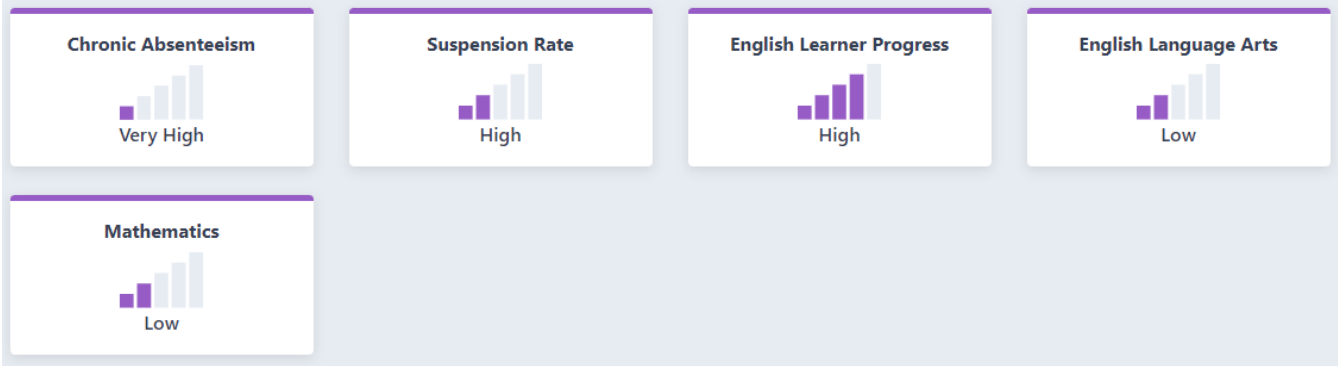 Chronic Absenteeism
Very High
Suspension Rate
High
English Learner Progress
High
English Language Arts
Low
Mathematics
Low